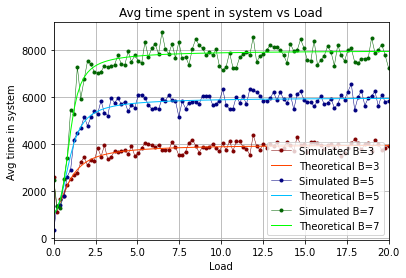 Avg time spent in system vs Load
Avg time in system
8000
6000
4000
2000
0
Simulated B=3
Theoretical B=3
Simulated B=5
Theoretical B=5
Simulated B=7
Theoretical B=7
0.0 2.5 5.0 7.5 10.0 12.5 15.0 17.5 20.0
Load